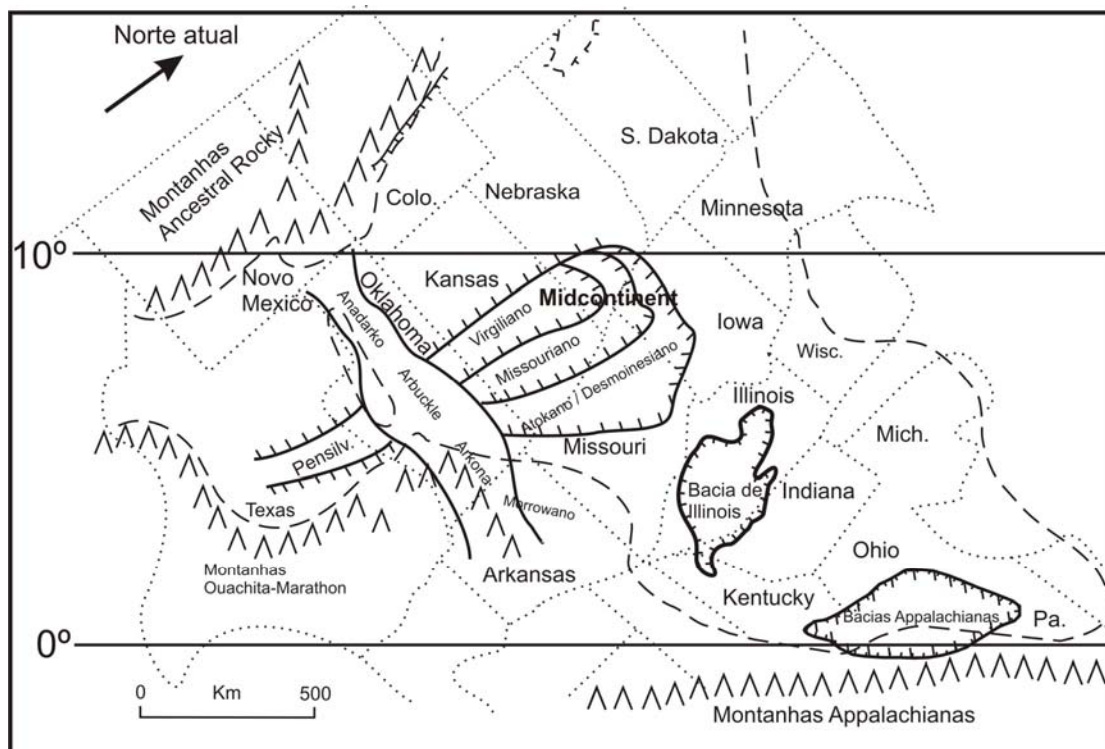 Norte atual
Montanhas
Ancestral Rocky
S. Dakota
Colo.
Nebraska
Minnesota
10º
Novo
Mexico
Kansas
Oklahoma
Anadarko
Midcontinent
Virgiliano
Iowa
Missouriano
Wisc.
Arbuckle
Atokano / Desmoinesiano
Illinois
Missouri
Mich.
Pensilv.
Arkona
Bacia de
Illinois
Indiana
Texas
Morrowano
Ohio
Montanhas
Ouachita-Marathon
Arkansas
Kentucky
Bacias Appalachianas
Pa.
0º
0 Km 500
Montanhas Appalachianas